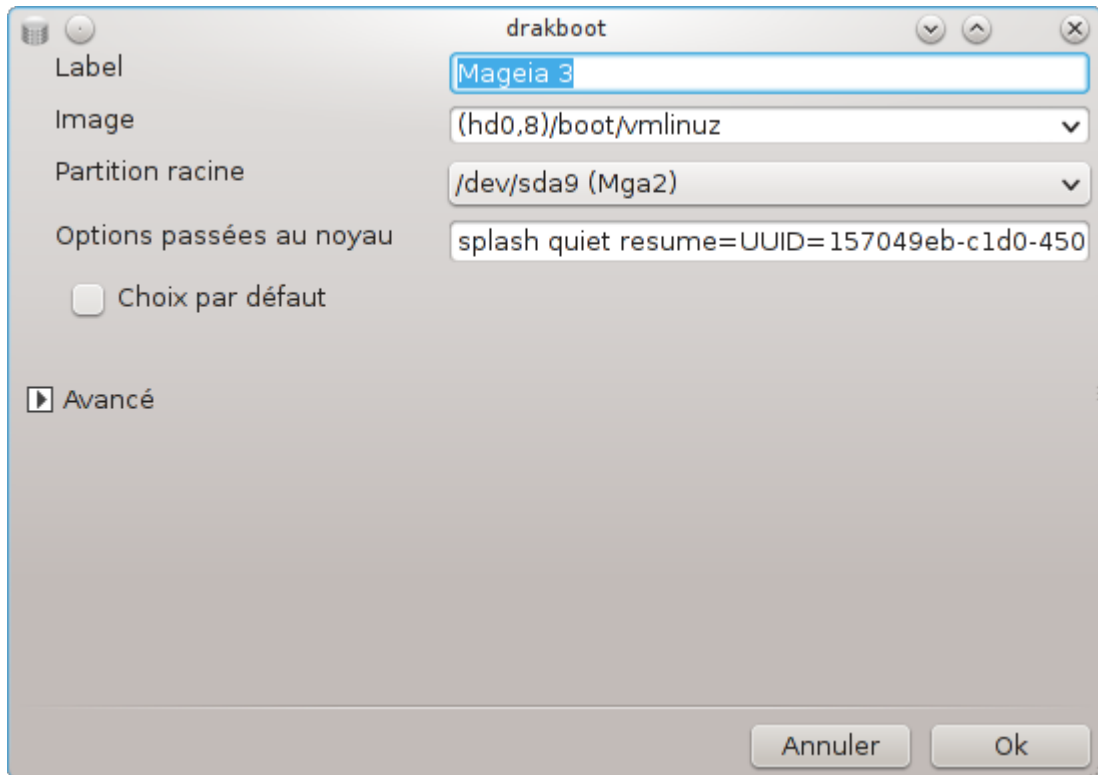 drakboot
Label
Mageia 3
Image
(hd0,8)/boot/vmlinuz
Partition racine
/dev/sda9 (Mga2)
Options passées au noyau
splash quiet resume=UUID=157049eb-c1d0-450
Choix par défaut
Avancé
Annuler
Ok